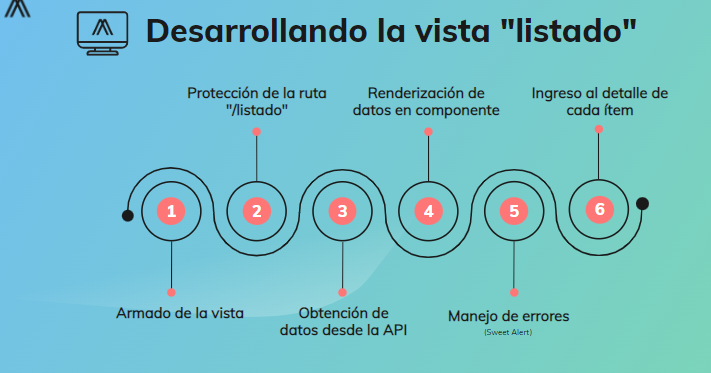 Desarrollando la vista "listado"
Protección de la ruta
"/listado"
Renderización de
datos en componente
Ingreso al detalle de
cada ítem
1
2
3
4
5
6
Armado de la vista
Obtención de
datos desde la API
Manejo de errores
(Sweet Alert)